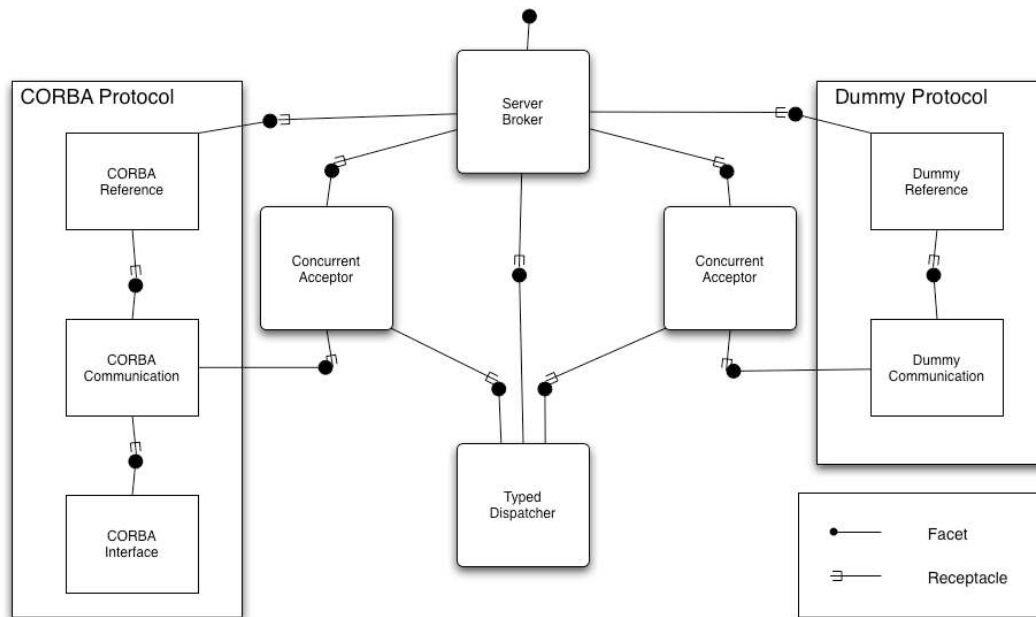 CORBA Protocol
CORBA
Reference
CORBA
Communication
CORBA
Interface
Server
Broker
Concurrent
Acceptor
Concurrent
Acceptor
Typed
Dispatcher
Dummy Protocol
Dummy
Reference
Dummy
Communication
Facet
Receptacle